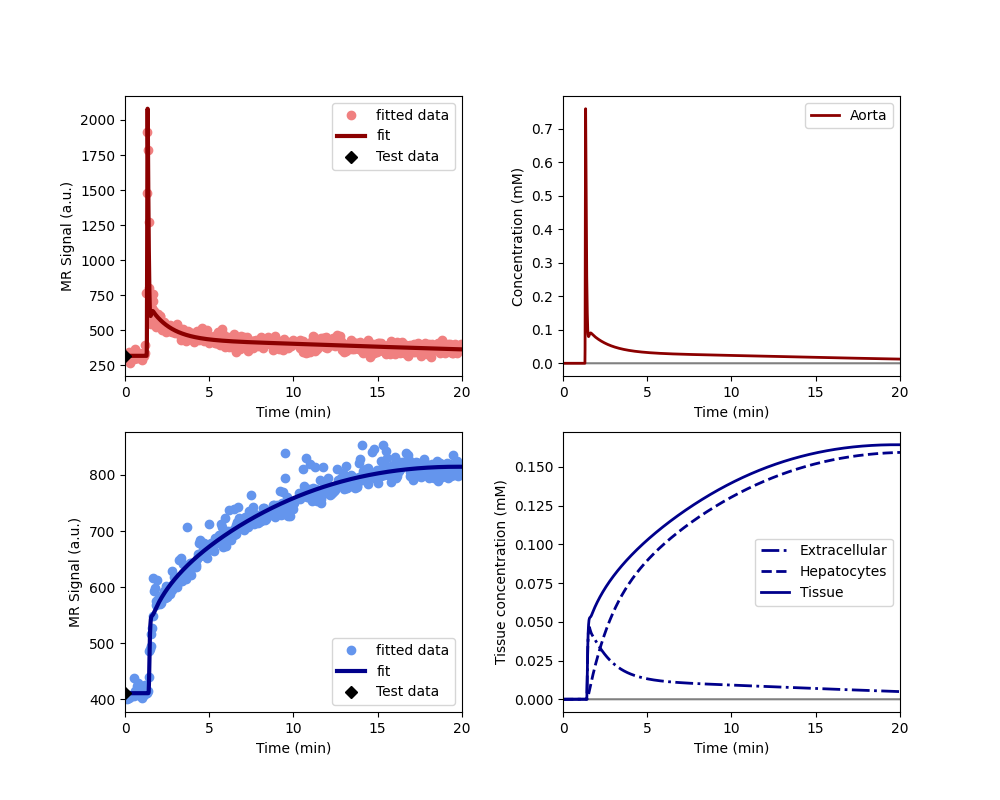 MR Signal (a.u.)
2000
1750
1500
1250
1000
750
500
250
0
5
10
15
20
Time (min)
fitted data
fit
Test data
Concentration (mM)
0.7
0.6
0.5
0.4
0.3
0.2
0.1
0.0
0
5
10
15
20
Time (min)
Aorta
MR Signal (a.u.)
800
700
600
500
400
0
5
10
15
20
Time (min)
fitted data
fit
Test data
Tissue concentration (mM)
0.150
0.125
0.100
0.075
0.050
0.025
0.000
0
5
10
15
20
Time (min)
Extracellular
Hepatocytes
Tissue